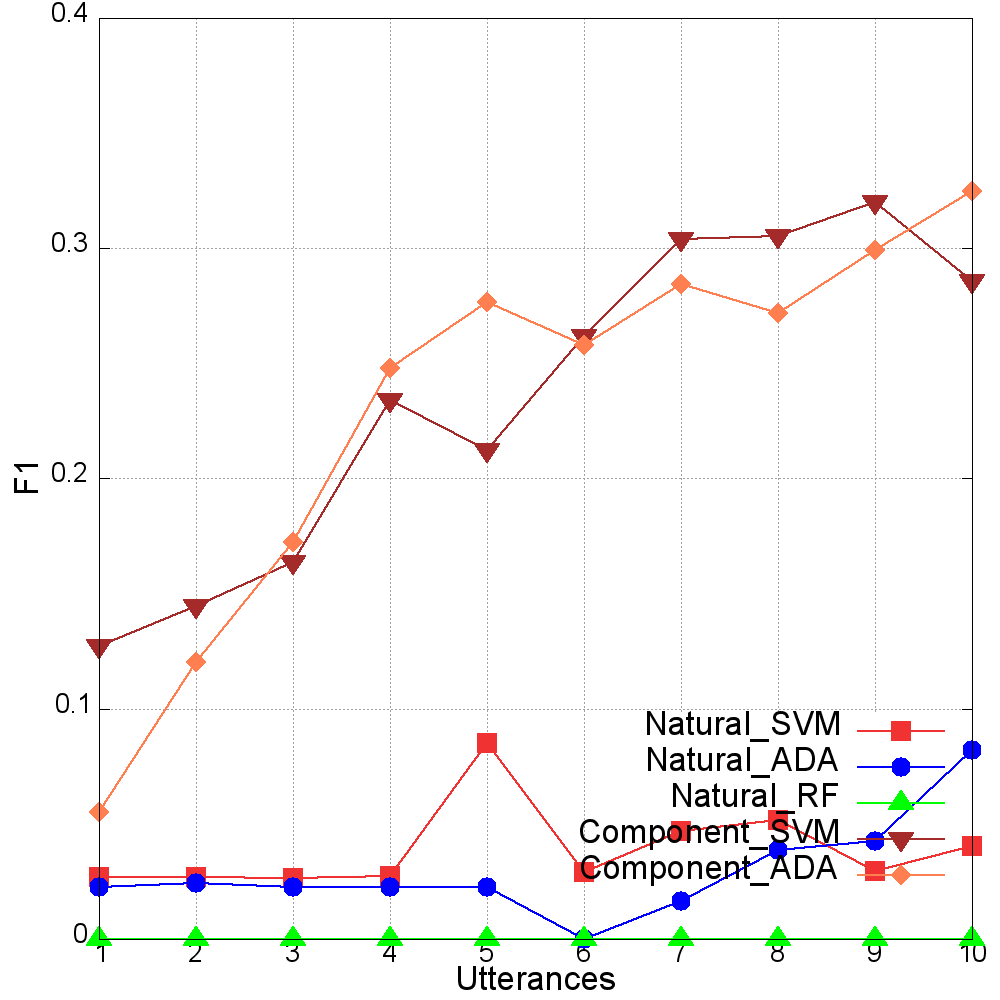 0.4
0.3
0.2
0.1
0
F1
Natural_SVM
Natural_ADA
Natural_RF
Component_SVM
Component_ADA
1 2 3 4 5 6 7 8 9 10
Utterances